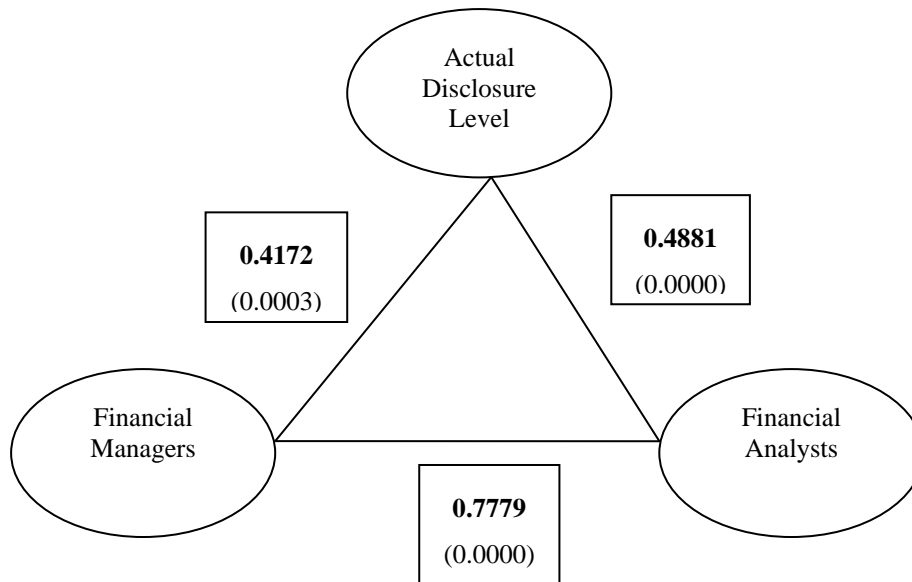 Actual
Disclosure
Level
0.4172
(0.0003)
0.4881
(0.0000)
Financial
Managers
Financial
Analysts
0.7779
(0.0000)